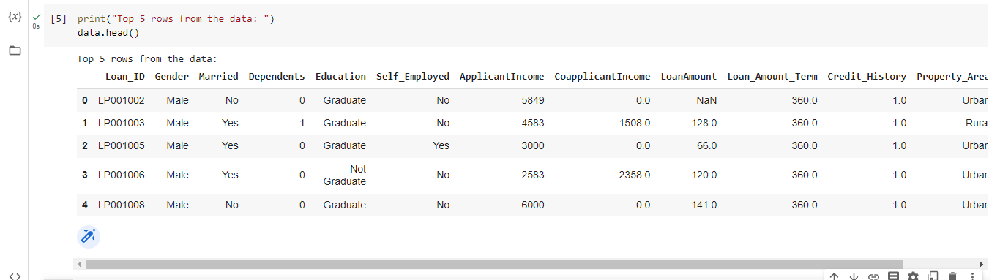 {x}
0s
[5] print("Top 5 rows from the data: ")
data.head()
Top 5 rows from the data:
Loan_ID Gender Married Dependents Education Self_Employed ApplicantIncome CoapplicantIncome LoanAmount Loan_Amount_Term Credit_History Property_Area
0 LP001002 Male No 0 Graduate No 5849 0.0 NaN 360.0 1.0 Urban
1 LP001003 Male Yes 1 Graduate No 4583 1508.0 128.0 360.0 1.0 Rura
2 LP001005 Male Yes 0 Graduate Yes 3000 0.0 66.0 360.0 1.0 Urban
3 LP001006 Male Yes 0 Not Graduate No 2583 2358.0 120.0 360.0 1.0 Urban
4 LP001008 Male No 0 Graduate No 6000 0.0 141.0 360.0 1.0 Urban